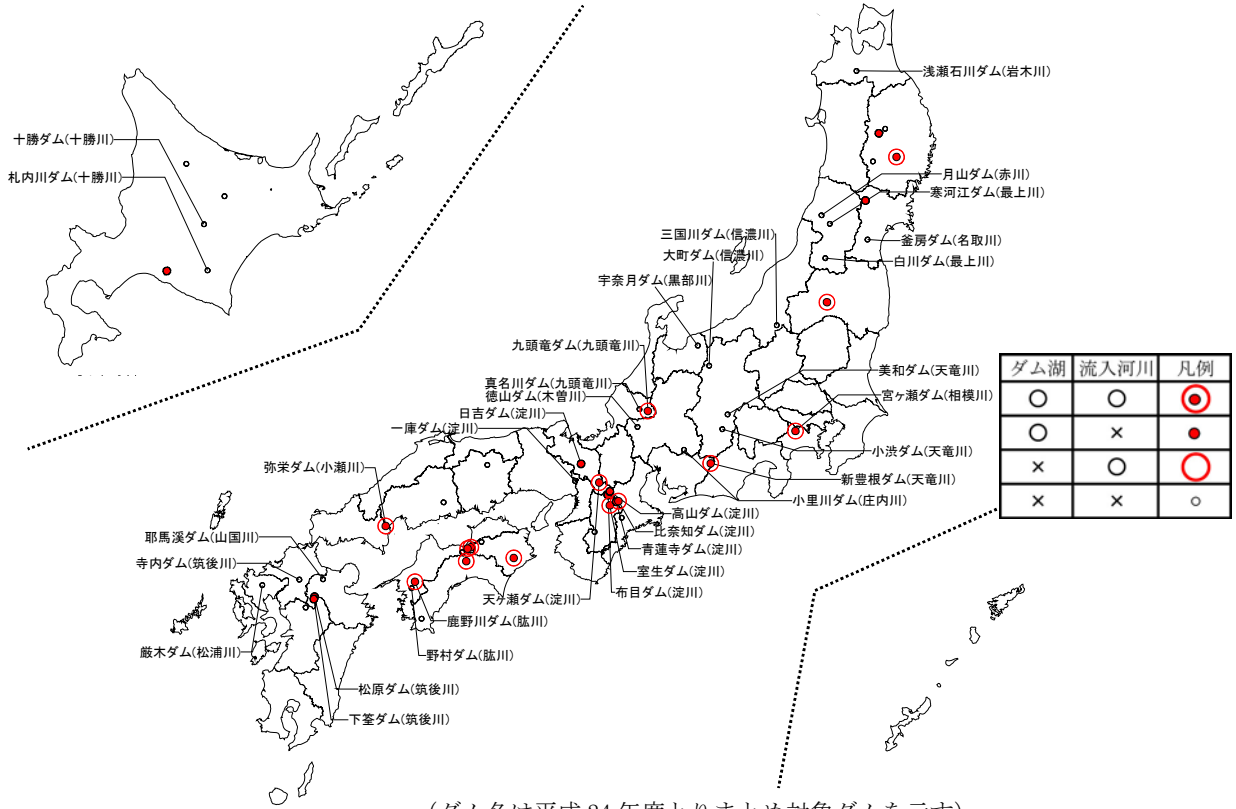 浅瀬石川ダム(岩木川)
十勝ダム(十勝川)
札内川ダム(十勝川)
月山ダム(赤川)
寒河江ダム(最上川)
三国川ダム(信濃川)
釜房ダム(名取川)
大町ダム(信濃川)
白川ダム(最上川)
宇奈月ダム(黒部川)
九頭竜ダム(九頭竜川)
美和ダム(天竜川)
真名川ダム(九頭竜川)
徳山ダム(木曽川)
宮ヶ瀬ダム(相模川)
日吉ダム(淀川)
一庫ダム(淀川)
小渋ダム(天竜川)
弥栄ダム(小瀬川)
新豊根ダム(天竜川)
小里川ダム(庄内川)
高山ダム(淀川)
比奈知ダム(淀川)
耶馬溪ダム(山国川)
青蓮寺ダム(淀川)
寺内ダム(筑後川)
室生ダム(淀川)
布目ダム(淀川)
天ヶ瀬ダム(淀川)
鹿野川ダム(肱川)
厳木ダム(松浦川)
野村ダム(肱川)
松原ダム(筑後川)
下筌ダム(筑後川)
ダム湖 流入河川 凡例
○ ○
○ ×
× ○
× ×